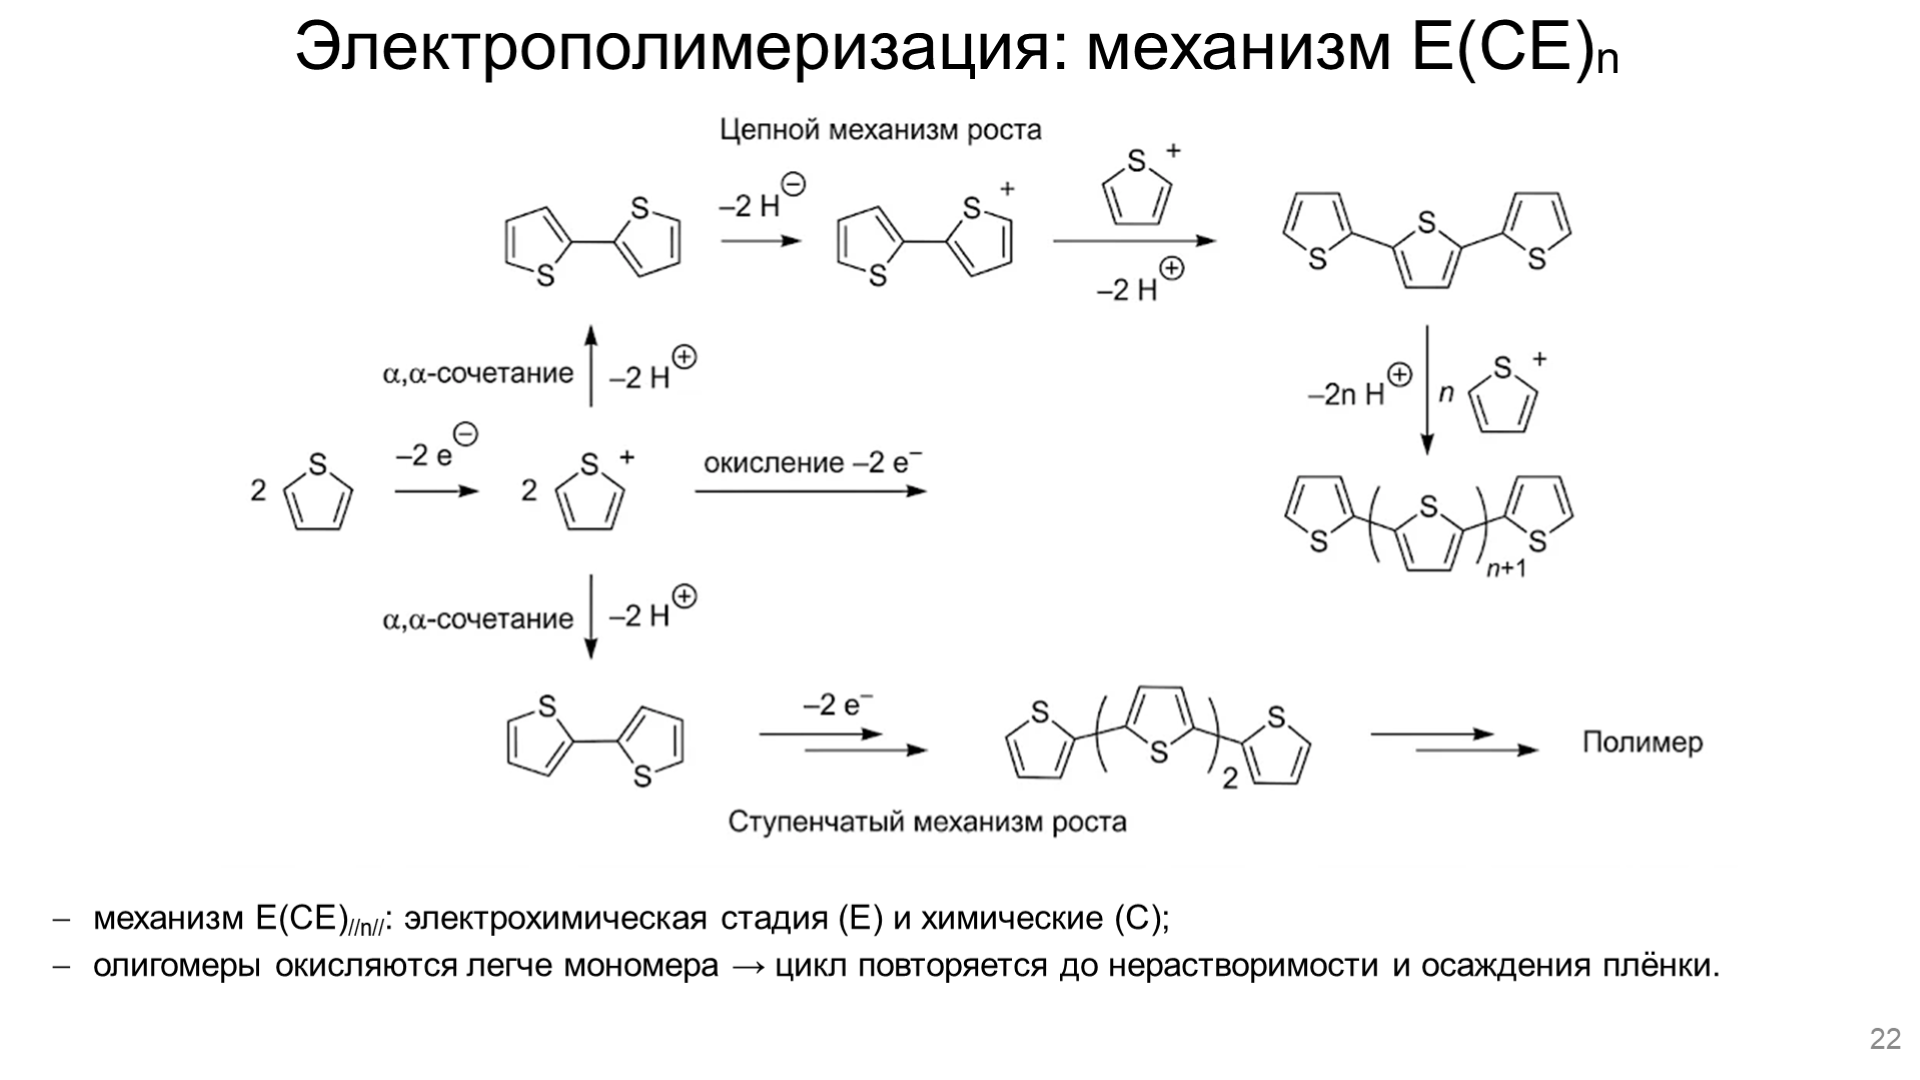 Электрополимеризация: механизм E(CE)n
Цепной механизм роста
S
S
–2 H⊖
S
S
+
S
+
–2 H⊕
S
S
S
α,α-сочетание
–2 H⊕
–2n H⊕
n
S
+
2
S
–2 e⊖
2
S
+
окисление –2 e⁻
S
S
S
n+1
α,α-сочетание
–2 H⊕
S
S
–2 e⁻
S
S
2
S
Полимер
Ступенчатый механизм роста
– механизм E(CE)//n//: электрохимическая стадия (E) и химические (C);
– олигомеры окисляются легче мономера → цикл повторяется до нерастворимости и осаждения плёнки.
22